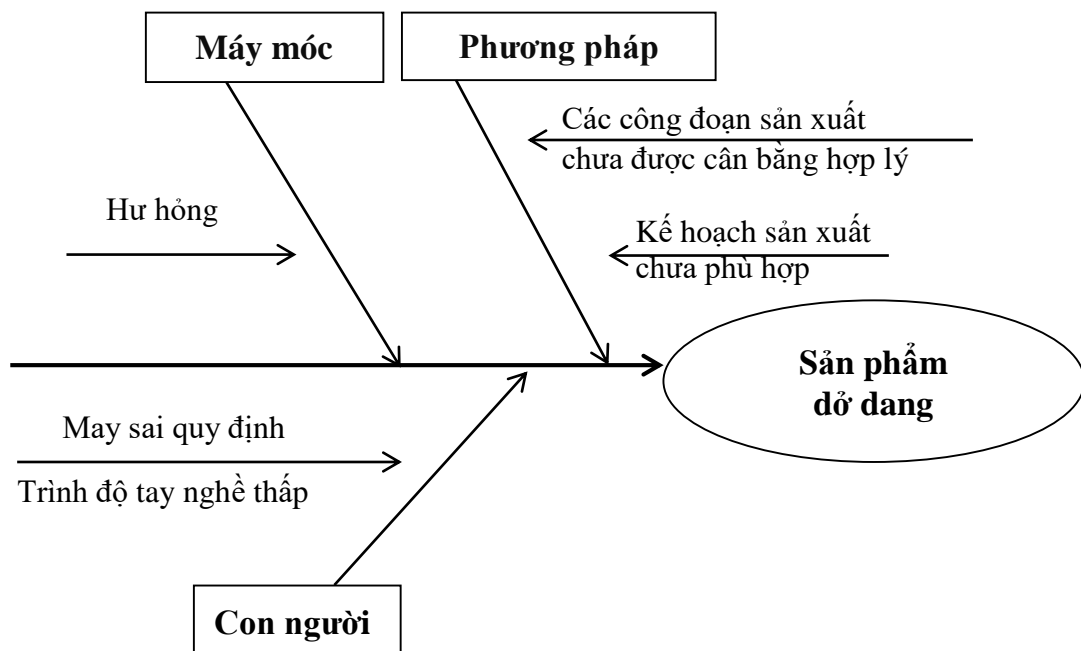 Máy móc
Phương pháp
Các công đoạn sản xuất
chưa được cân bằng hợp lý
Hư hỏng
Kế hoạch sản xuất
chưa phù hợp
Sản phẩm
dở dang
May sai quy định
Trình độ tay nghề thấp
Con người